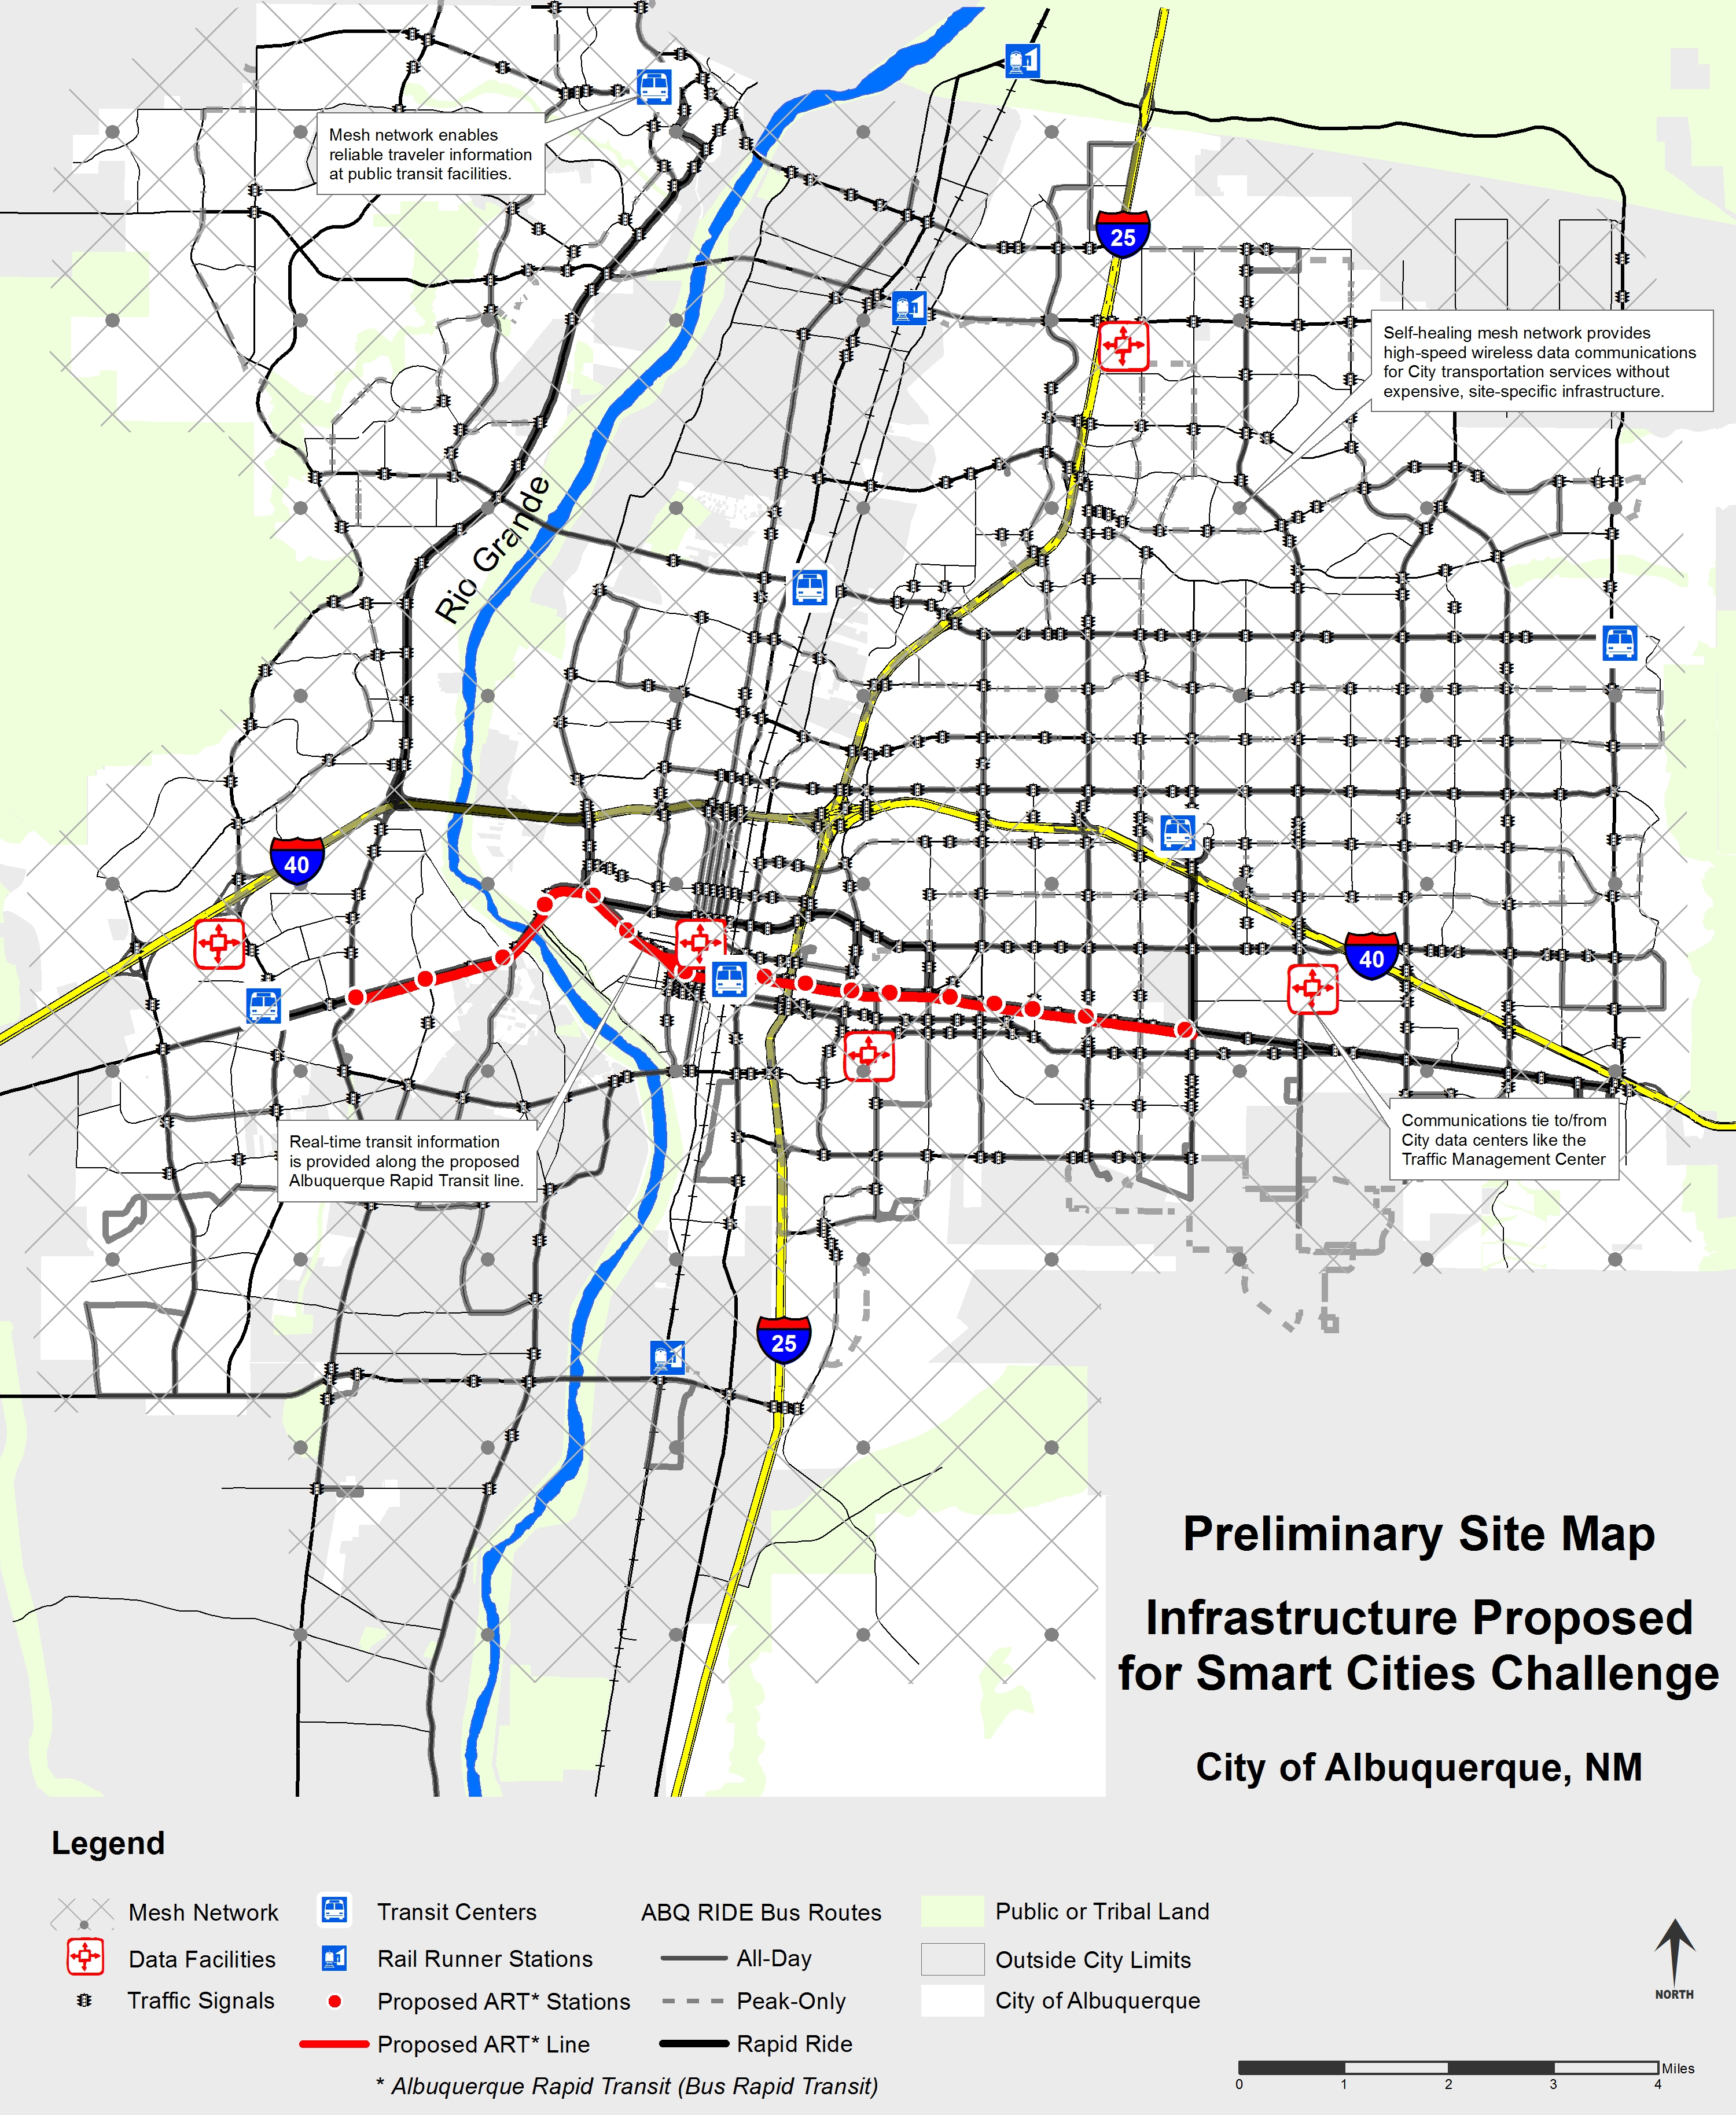 Mesh network enables
reliable traveler information
at public transit facilities.
25
Self-healing mesh network provides
high-speed wireless data communications
for City transportation services without
expensive, site-specific infrastructure.
Rio Grande
40
40
Communications tie to/from
City data centers like the
Traffic Management Center
Real-time transit information
is provided along the proposed
Albuquerque Rapid Transit line.
25
Preliminary Site Map
Infrastructure Proposed
for Smart Cities Challenge
City of Albuquerque, NM
Legend
Mesh Network
Data Facilities
Traffic Signals
Transit Centers
Rail Runner Stations
Proposed ART* Stations
Proposed ART* Line
* Albuquerque Rapid Transit (Bus Rapid Transit)
ABQ RIDE Bus Routes
All-Day
Peak-Only
Rapid Ride
Public or Tribal Land
Outside City Limits
City of Albuquerque
NORTH
Miles
0 1 2 3 4